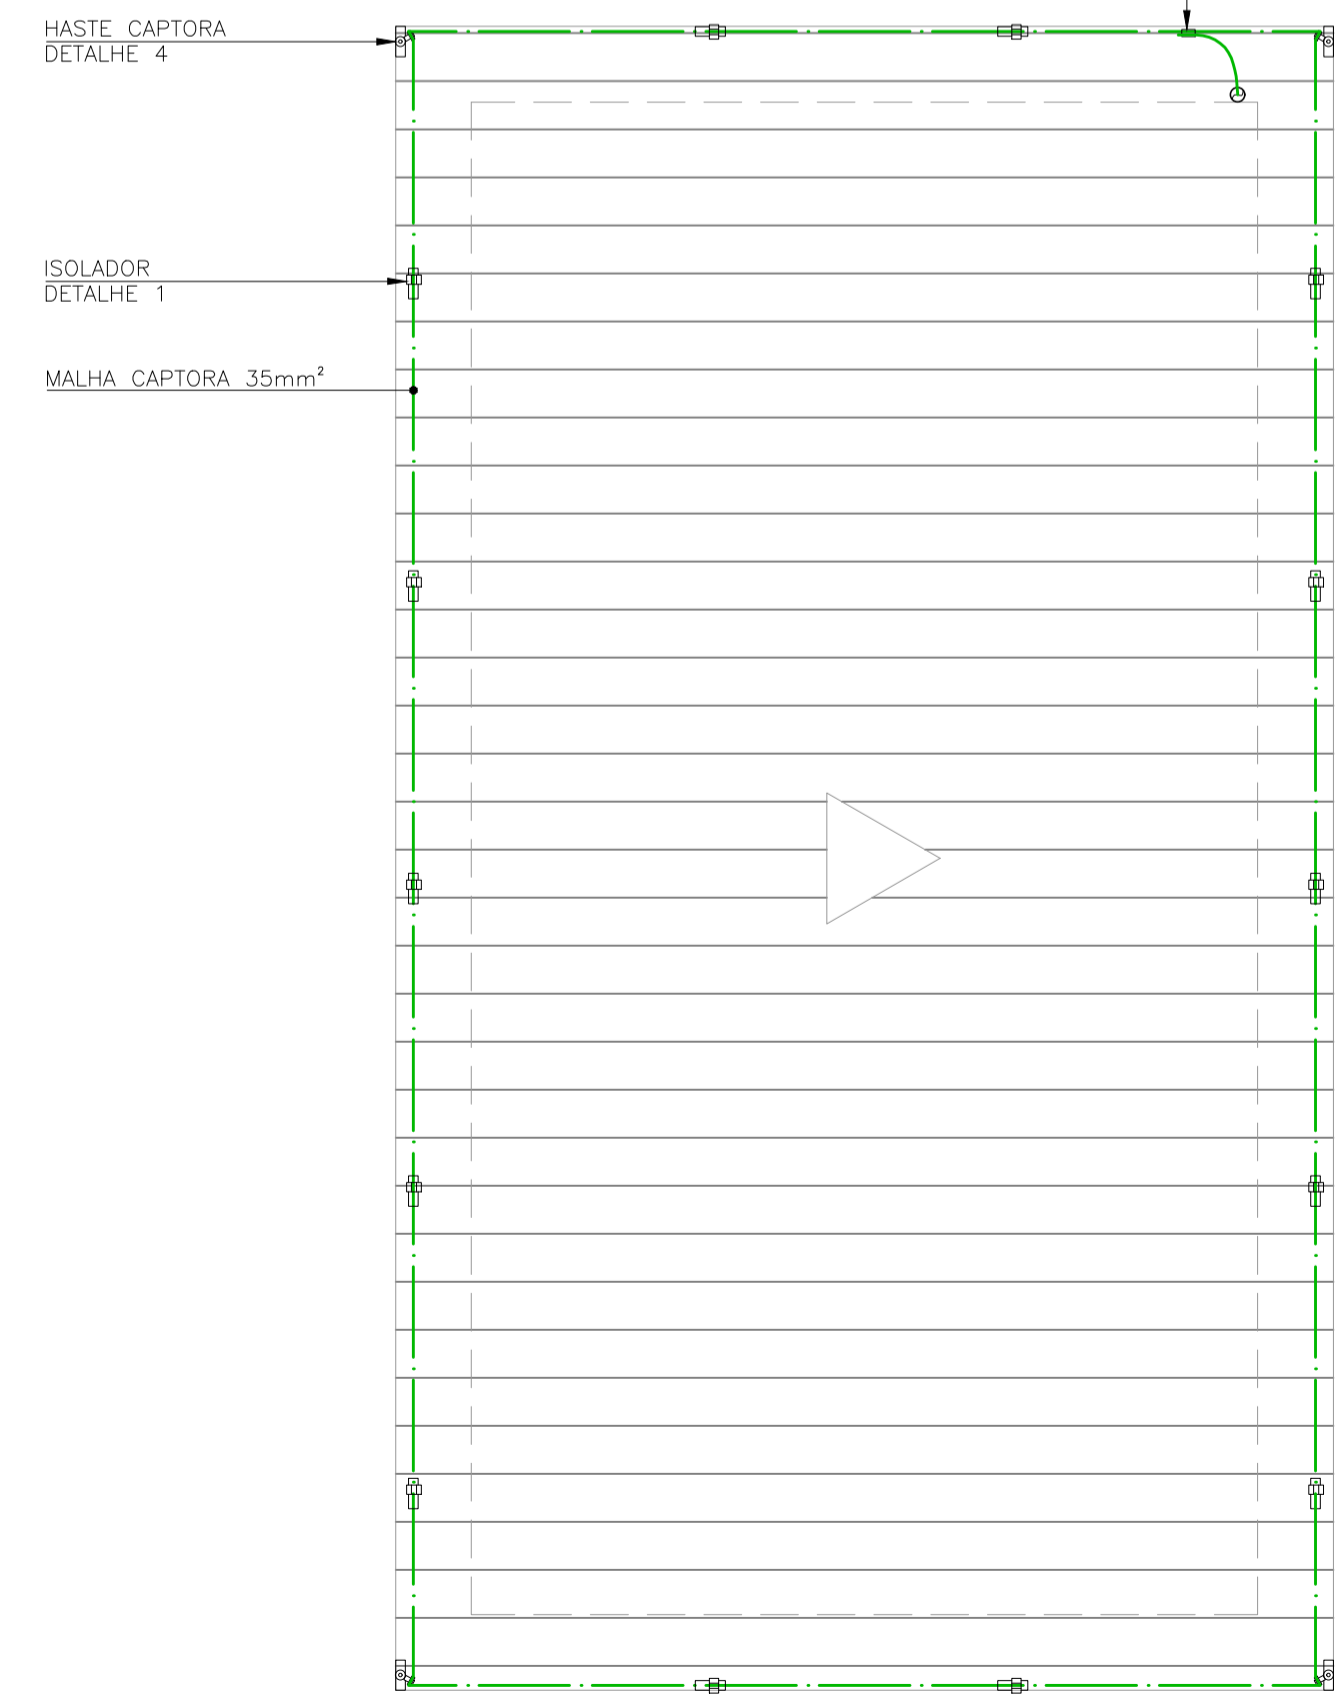 HASTE CAPTORA
DETALHE 4
ISOLADOR
DETALHE 1
MALHA CAPTORA 35mm²